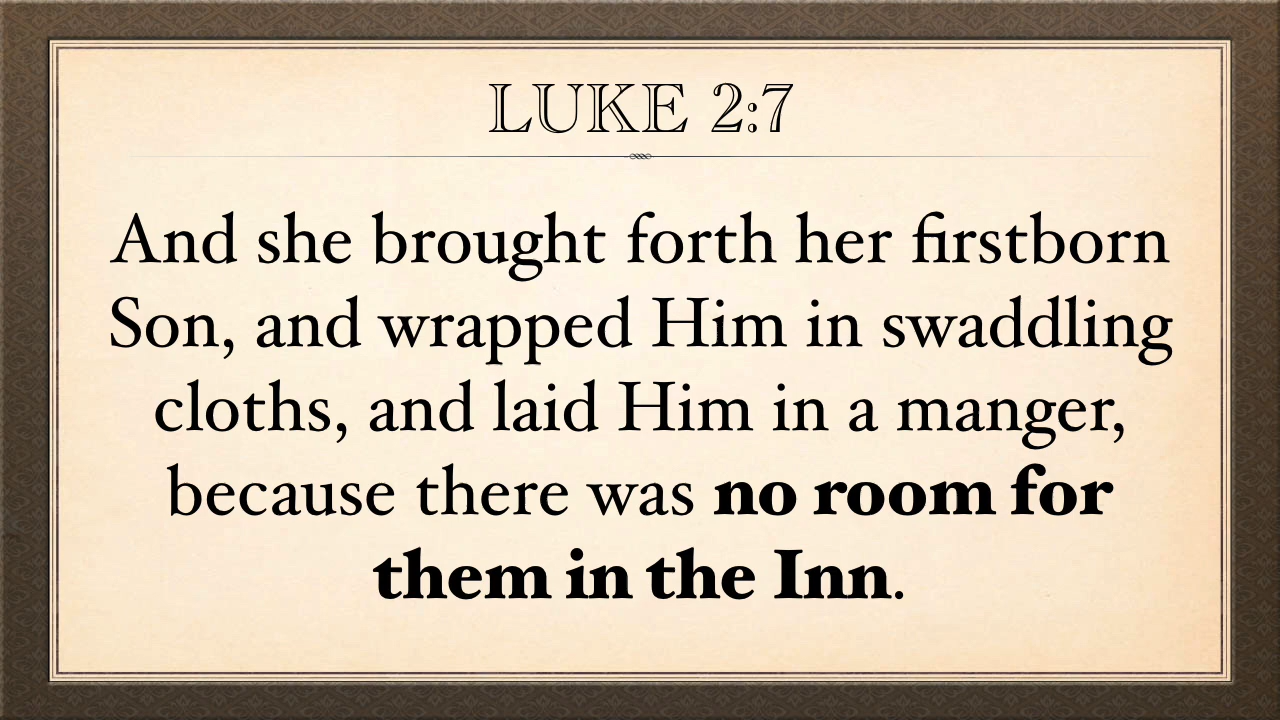 LUKE 2:7
And she brought forth her firstborn
Son, and wrapped Him in swaddling
cloths, and laid Him in a manger,
because there was no room for
them in the Inn.